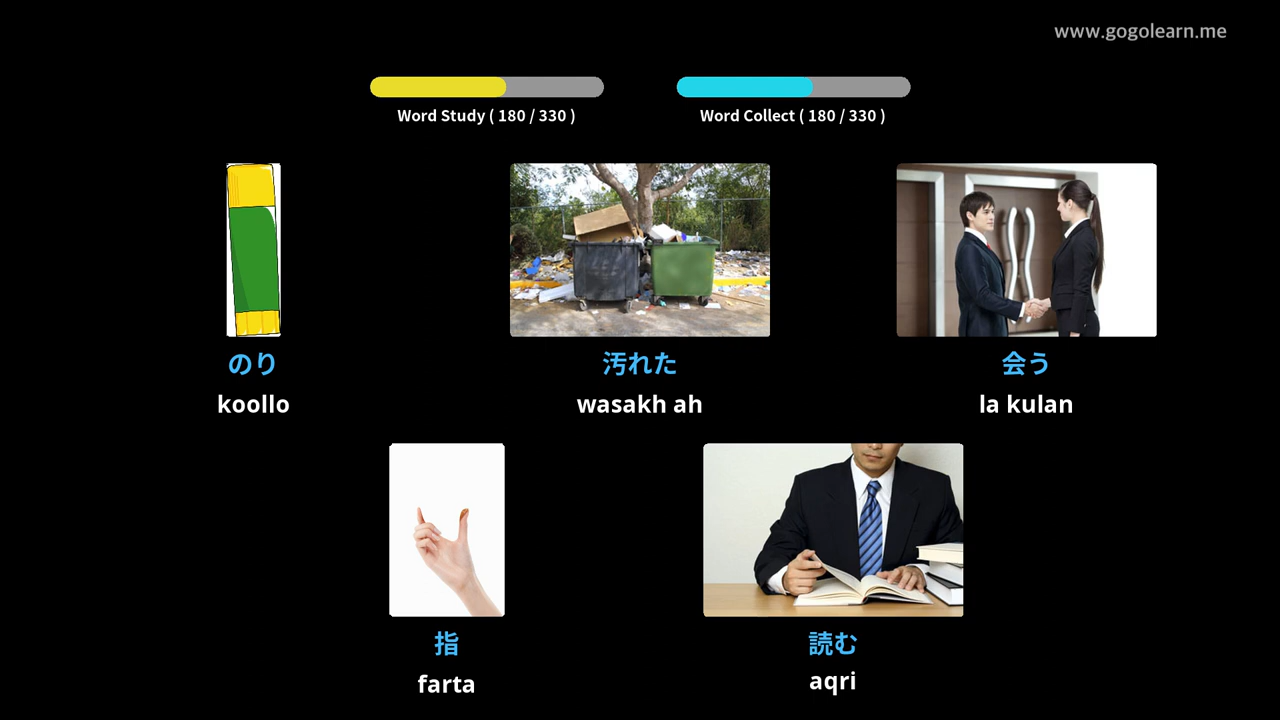 www.gogolearn.me
Word Study ( 180 / 330 )
Word Collect ( 180 / 330 )
のり
koollo
汚れた
wasakh ah
会う
la kulan
指
farta
読む
aqri